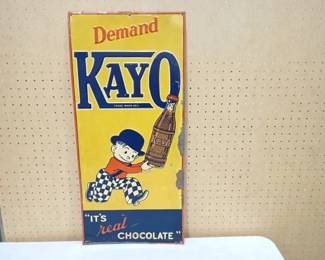 Demand
KAYO
"IT'S
real
CHOCOLATE"